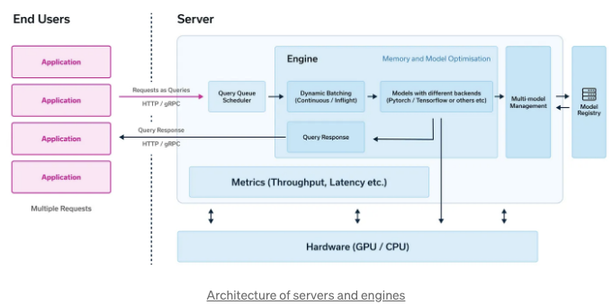 End Users
Server
Application
Application
Application
Application
Multiple Requests
Requests as Queries
HTTP / gRPC
Query Response
HTTP / gRPC
Query Queue
Scheduler
Engine
Memory and Model Optimisation
Dynamic Batching
(Continuous / Inflight)
Models with different backends
(Pytorch / Tensorflow or others etc)
Query Response
Multi-model
Management
Model
Registry
Metrics (Throughput, Latency etc.)
Hardware (GPU / CPU)
Architecture of servers and engines